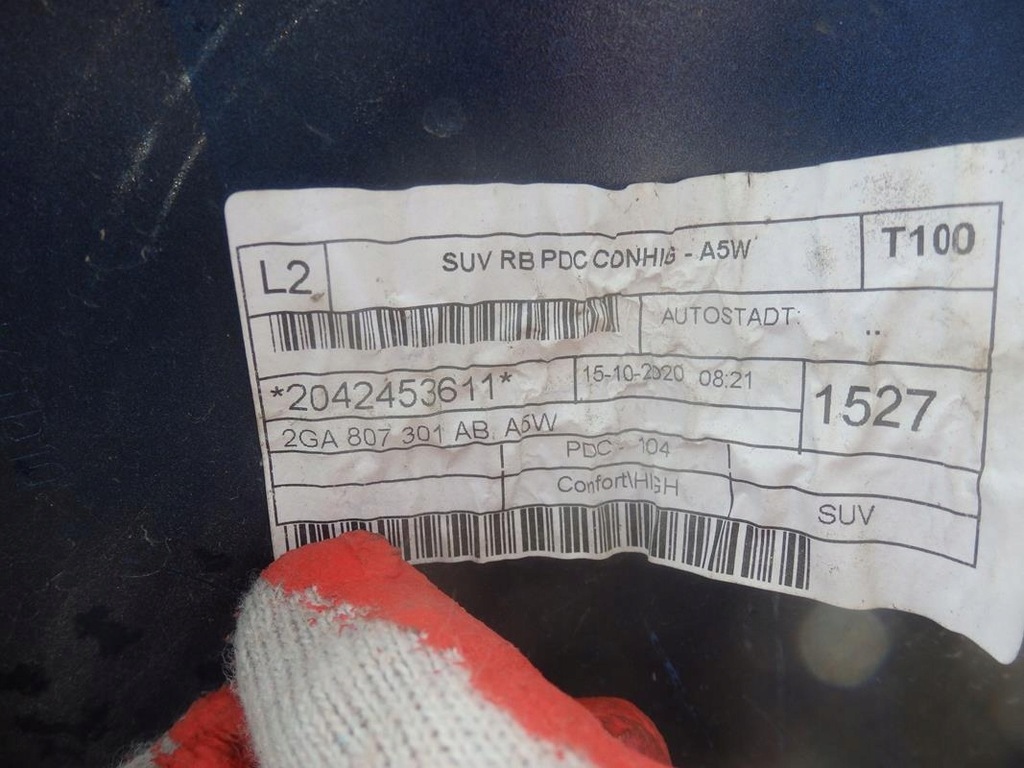 L2
SUV RB PDC CONHIG - A5W
T100
AUTOSTADT: ..
*2042453611*
15-10-2020 08:21
1527
2GA 807 301 AB A5W
PDC - 104
Confort\HIGH
SUV